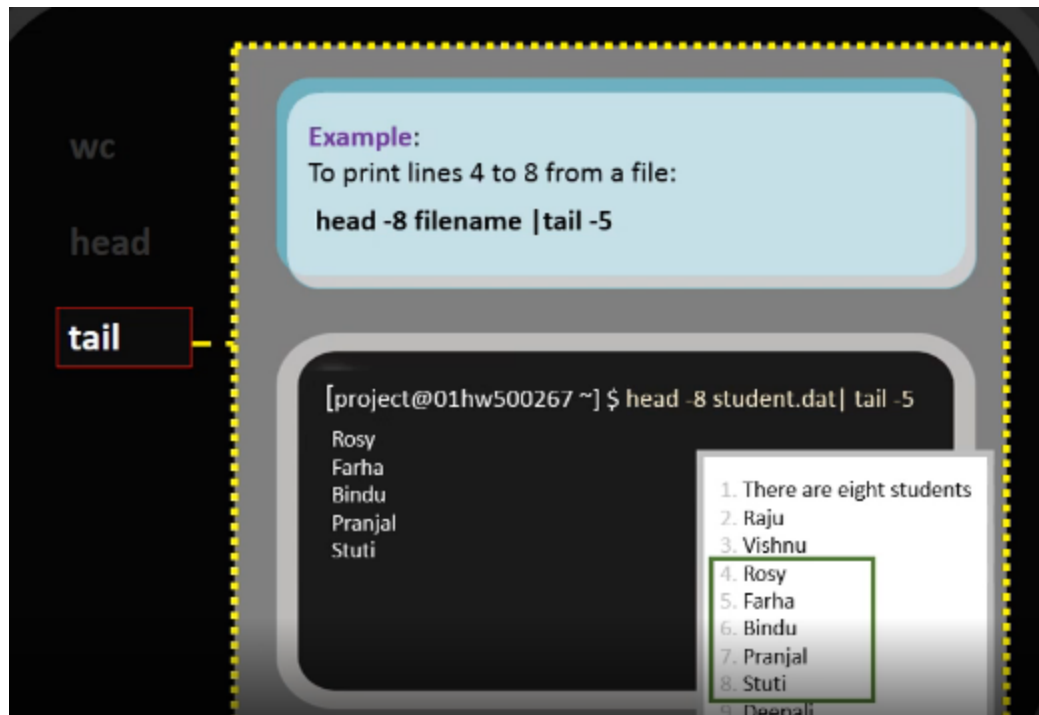 wc
head
tail
Example:
To print lines 4 to 8 from a file:
head -8 filename |tail -5
[project@01hw500267 ~] $ head -8 student.dat| tail -5
Rosy
Farha
Bindu
Pranjal
Stuti
1. There are eight students
2. Raju
3. Vishnu
4. Rosy
5. Farha
6. Bindu
7. Pranjal
8. Stuti
9. Deepali